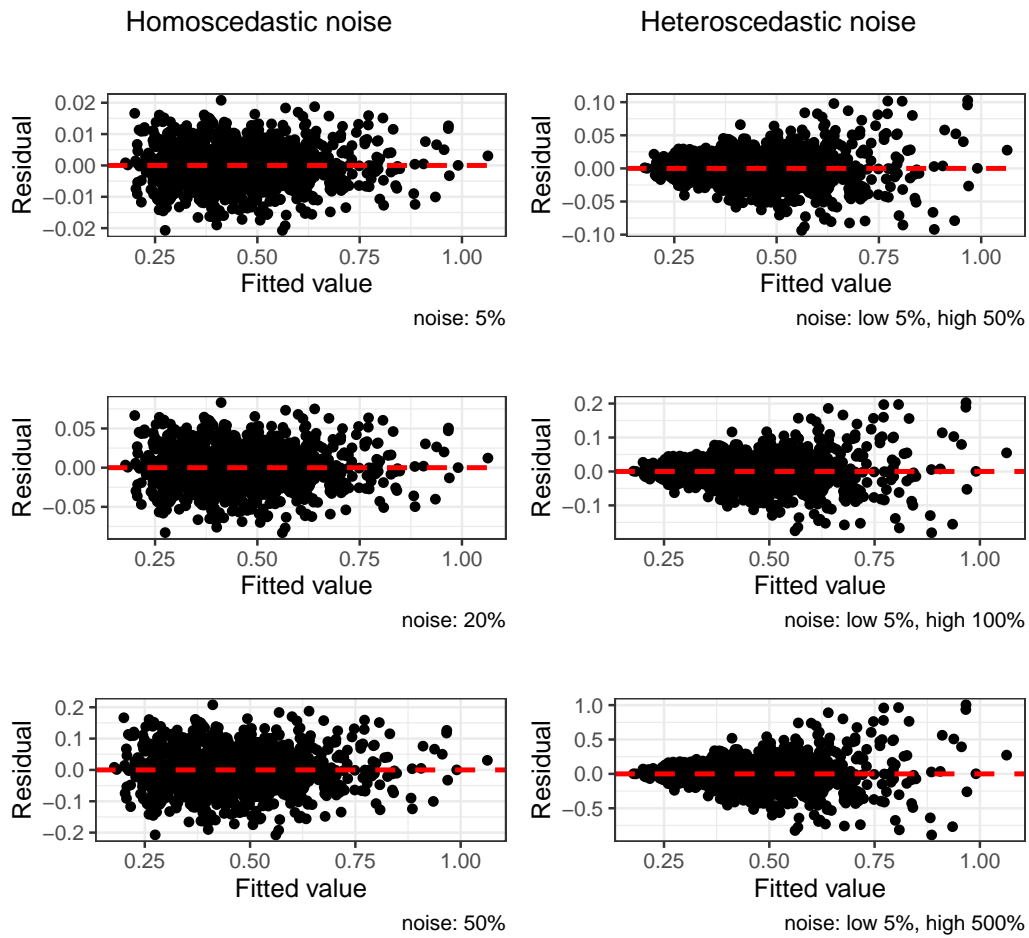 Homoscedastic noise
Heteroscedastic noise
Residual
0.02
0.01
0.00
−0.01
−0.02
0.25 0.50 0.75 1.00
Fitted value
noise: 5%
Residual
0.10
0.05
0.00
−0.05
−0.10
0.25 0.50 0.75 1.00
Fitted value
noise: low 5%, high 50%
Residual
0.05
0.00
−0.05
0.25 0.50 0.75 1.00
Fitted value
noise: 20%
Residual
0.2
0.1
0.0
−0.1
0.25 0.50 0.75 1.00
Fitted value
noise: low 5%, high 100%
Residual
0.2
0.1
0.0
−0.1
−0.2
0.25 0.50 0.75 1.00
Fitted value
noise: 50%
Residual
1.0
0.5
0.0
−0.5
0.25 0.50 0.75 1.00
Fitted value
noise: low 5%, high 500%